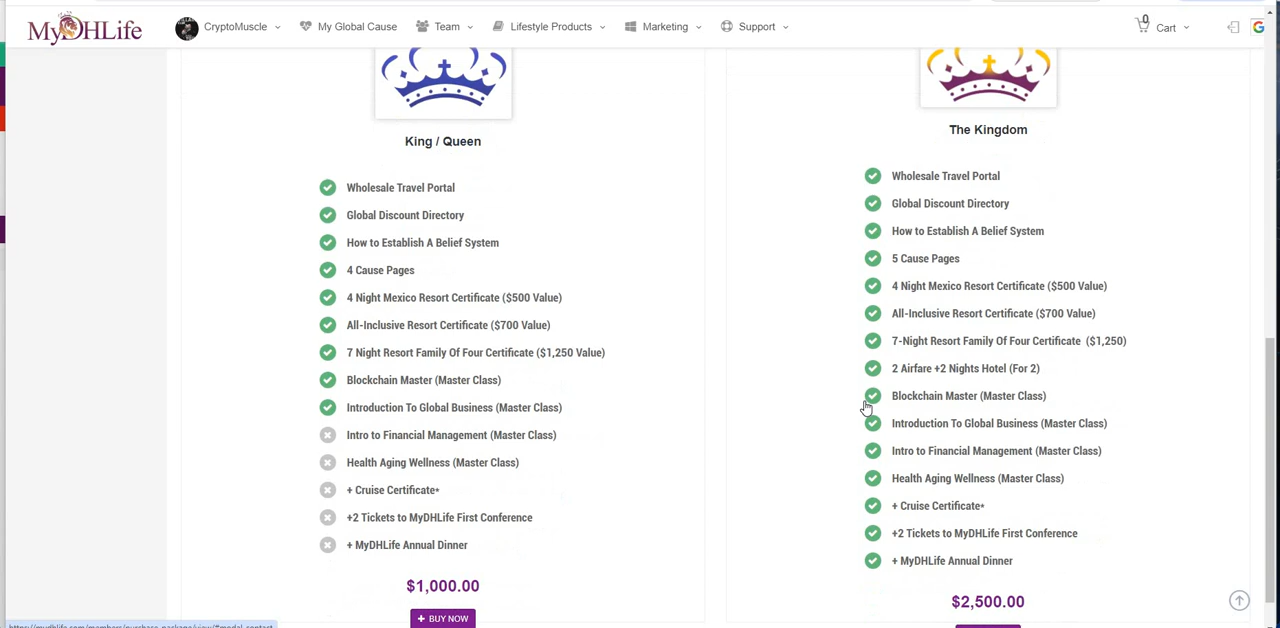 MyDHLife
CryptoMuscle
My Global Cause
Team
Lifestyle Products
Marketing
Support
0
Cart
G
King / Queen
Wholesale Travel Portal
Global Discount Directory
How to Establish A Belief System
4 Cause Pages
4 Night Mexico Resort Certificate ($500 Value)
All-Inclusive Resort Certificate ($700 Value)
7 Night Resort Family Of Four Certificate ($1,250 Value)
Blockchain Master (Master Class)
Introduction To Global Business (Master Class)
Intro to Financial Management (Master Class)
Health Aging Wellness (Master Class)
+ Cruise Certificate*
+2 Tickets to MyDHLife First Conference
+ MyDHLife Annual Dinner
$1,000.00
+ BUY NOW
The Kingdom
Wholesale Travel Portal
Global Discount Directory
How to Establish A Belief System
5 Cause Pages
4 Night Mexico Resort Certificate ($500 Value)
All-Inclusive Resort Certificate ($700 Value)
7-Night Resort Family Of Four Certificate ($1,250)
2 Airfare +2 Nights Hotel (For 2)
Blockchain Master (Master Class)
Introduction To Global Business (Master Class)
Intro to Financial Management (Master Class)
Health Aging Wellness (Master Class)
+ Cruise Certificate*
+2 Tickets to MyDHLife First Conference
+ MyDHLife Annual Dinner
$2,500.00